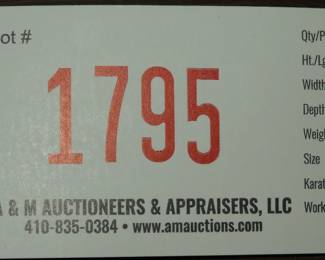 ot #
1795
A & M AUCTIONEERS & APPRAISERS, LLC
410-835-0384 • www.amauctions.com
Qty/P
Ht./Lg
Width
Depth
Weig
Size
Karat
Work